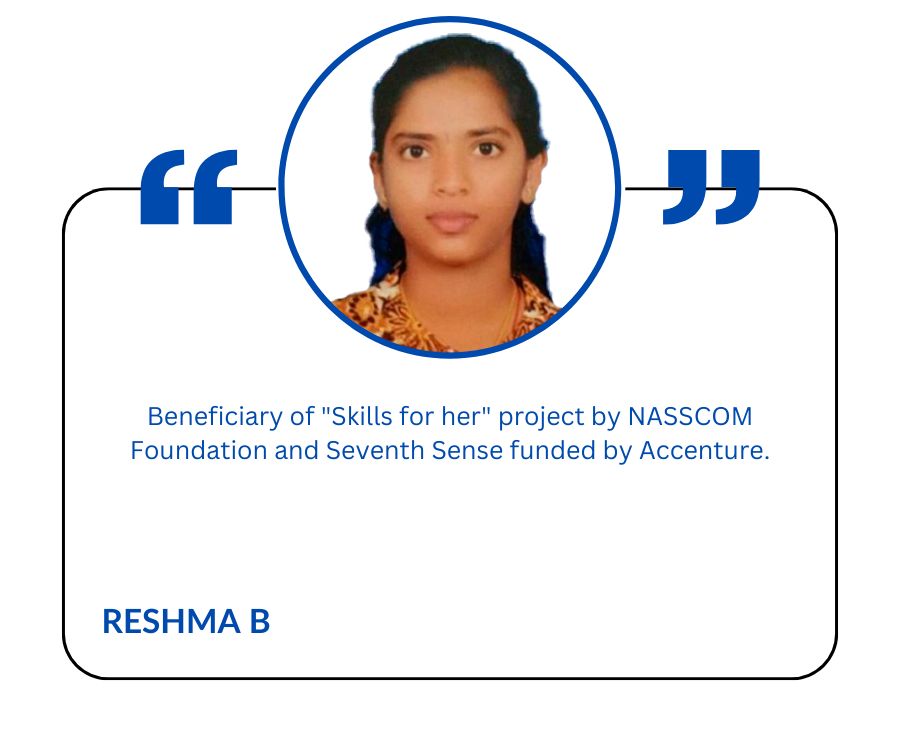 Beneficiary of "Skills for her" project by NASSCOM
Foundation and Seventh Sense funded by Accenture.
RESHMA B